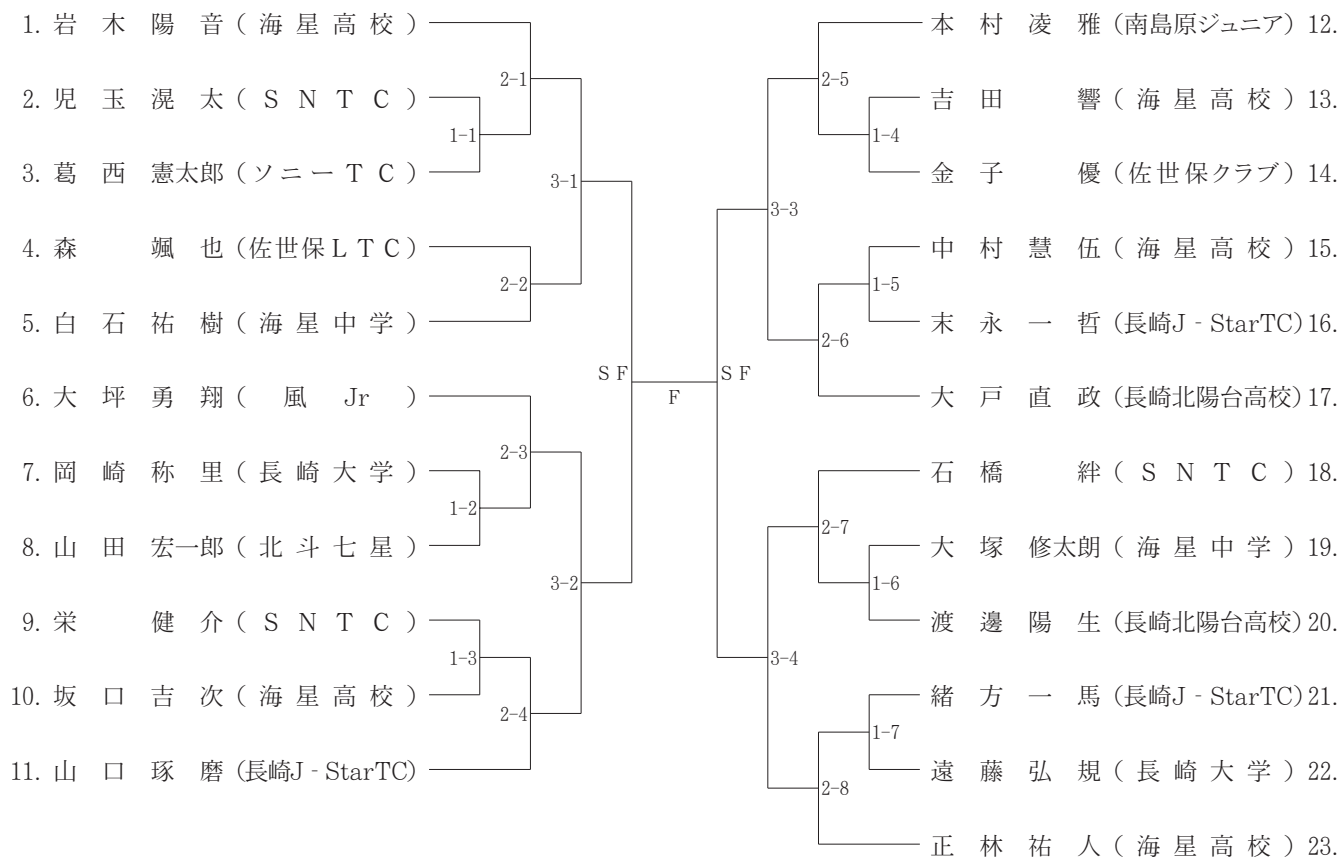 1. 岩木陽音(海星高校)
2. 児玉滉太(SNTC)
3. 葛西憲太郎(ソニーTC)
4. 森颯也(佐世保LTC)
5. 白石祐樹(海星中学)
6. 大坪勇翔(風Jr)
7. 岡崎称里(長崎大学)
8. 山田宏一郎(北斗七星)
9. 栄健介(SNTC)
10. 坂口吉次(海星高校)
11. 山口琢磨(長崎J‐StarTC)
2-1
1-1
3-1
2-2
SF
2-3
1-2
3-2
1-3
2-4
F
SF
2-5
1-4
3-3
1-5
2-6
2-7
1-6
3-4
1-7
2-8
本村凌雅(南島原ジュニア)12.
吉田響(海星高校)13.
金子優(佐世保クラブ)14.
中村慧伍(海星高校)15.
末永一哲(長崎J‐StarTC)16.
大戸直政(長崎北陽台高校)17.
石橋絆(SNTC)18.
大塚修太朗(海星中学)19.
渡邊陽生(長崎北陽台高校)20.
緒方一馬(長崎J‐StarTC)21.
遠藤弘規(長崎大学)22.
正林祐人(海星高校)23.